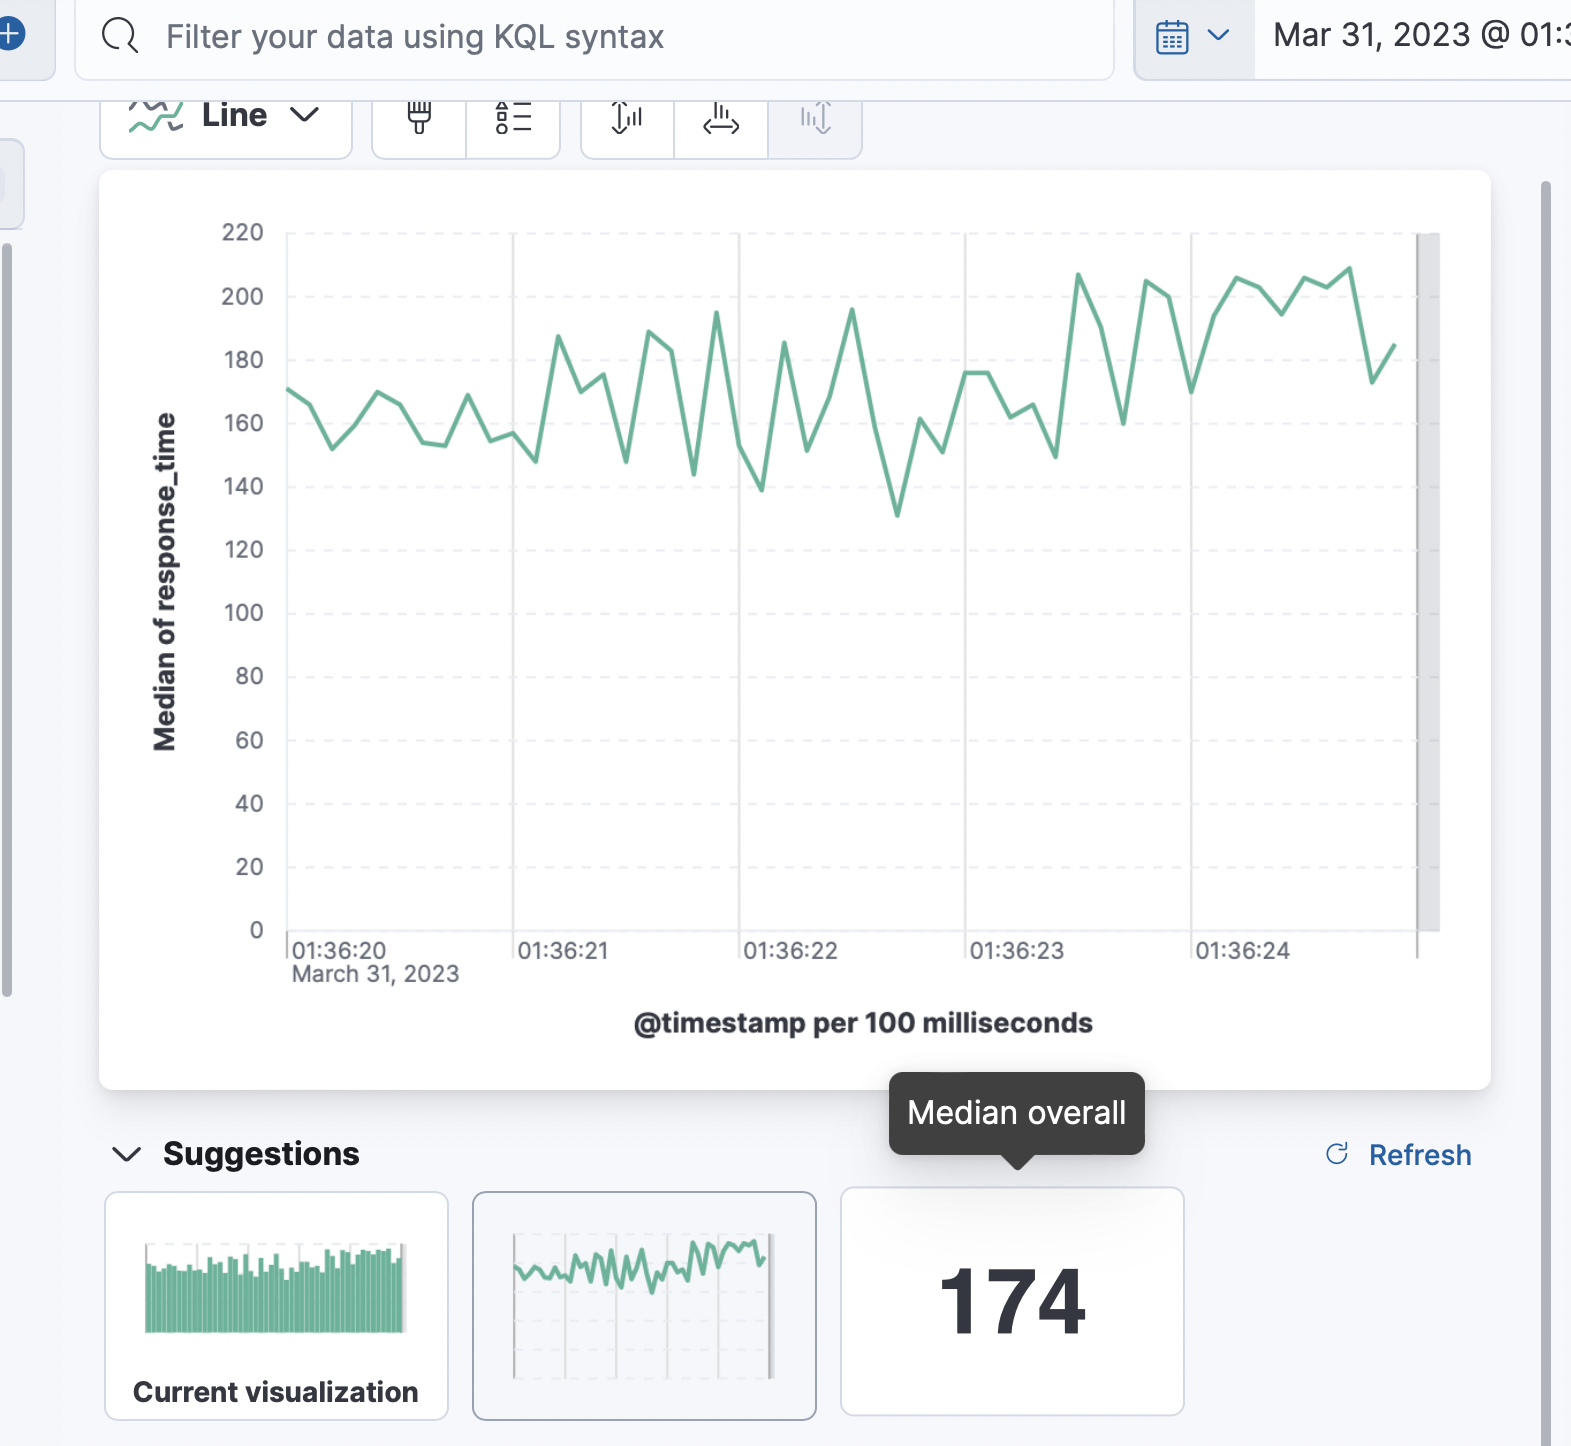 Filter your data using KQL syntax
Mar 31, 2023 @ 01:3
Line
220
200
180
160
140
120
100
80
60
40
20
0
Median of response_time
01:36:20
01:36:21
01:36:22
01:36:23
01:36:24
March 31, 2023
@timestamp per 100 milliseconds
Median overall
Suggestions
Refresh
174
Current visualization